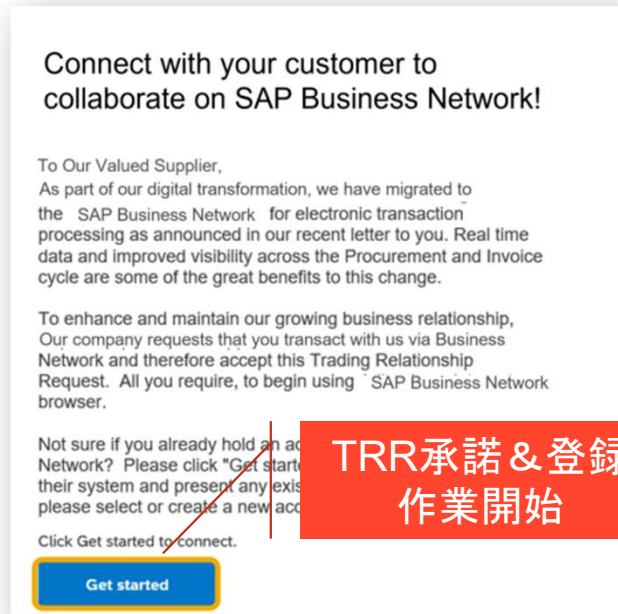 Connect with your customer to
collaborate on SAP Business Network!
To Our Valued Supplier,
As part of our digital transformation, we have migrated to
the SAP Business Network for electronic transaction
processing as announced in our recent letter to you. Real time
data and improved visibility across the Procurement and Invoice
cycle are some of the great benefits to this change.
To enhance and maintain our growing business relationship,
Our company requests that you transact with us via Business
Network and therefore accept this Trading Relationship
Request. All you require, to begin using SAP Business Network
browser.
Not sure if you already hold an ac
Network? Please click "Get start
their system and present any exis
please select or create a new acc
TRR承諾＆登録
作業開始
Click Get started to connect.
Get started